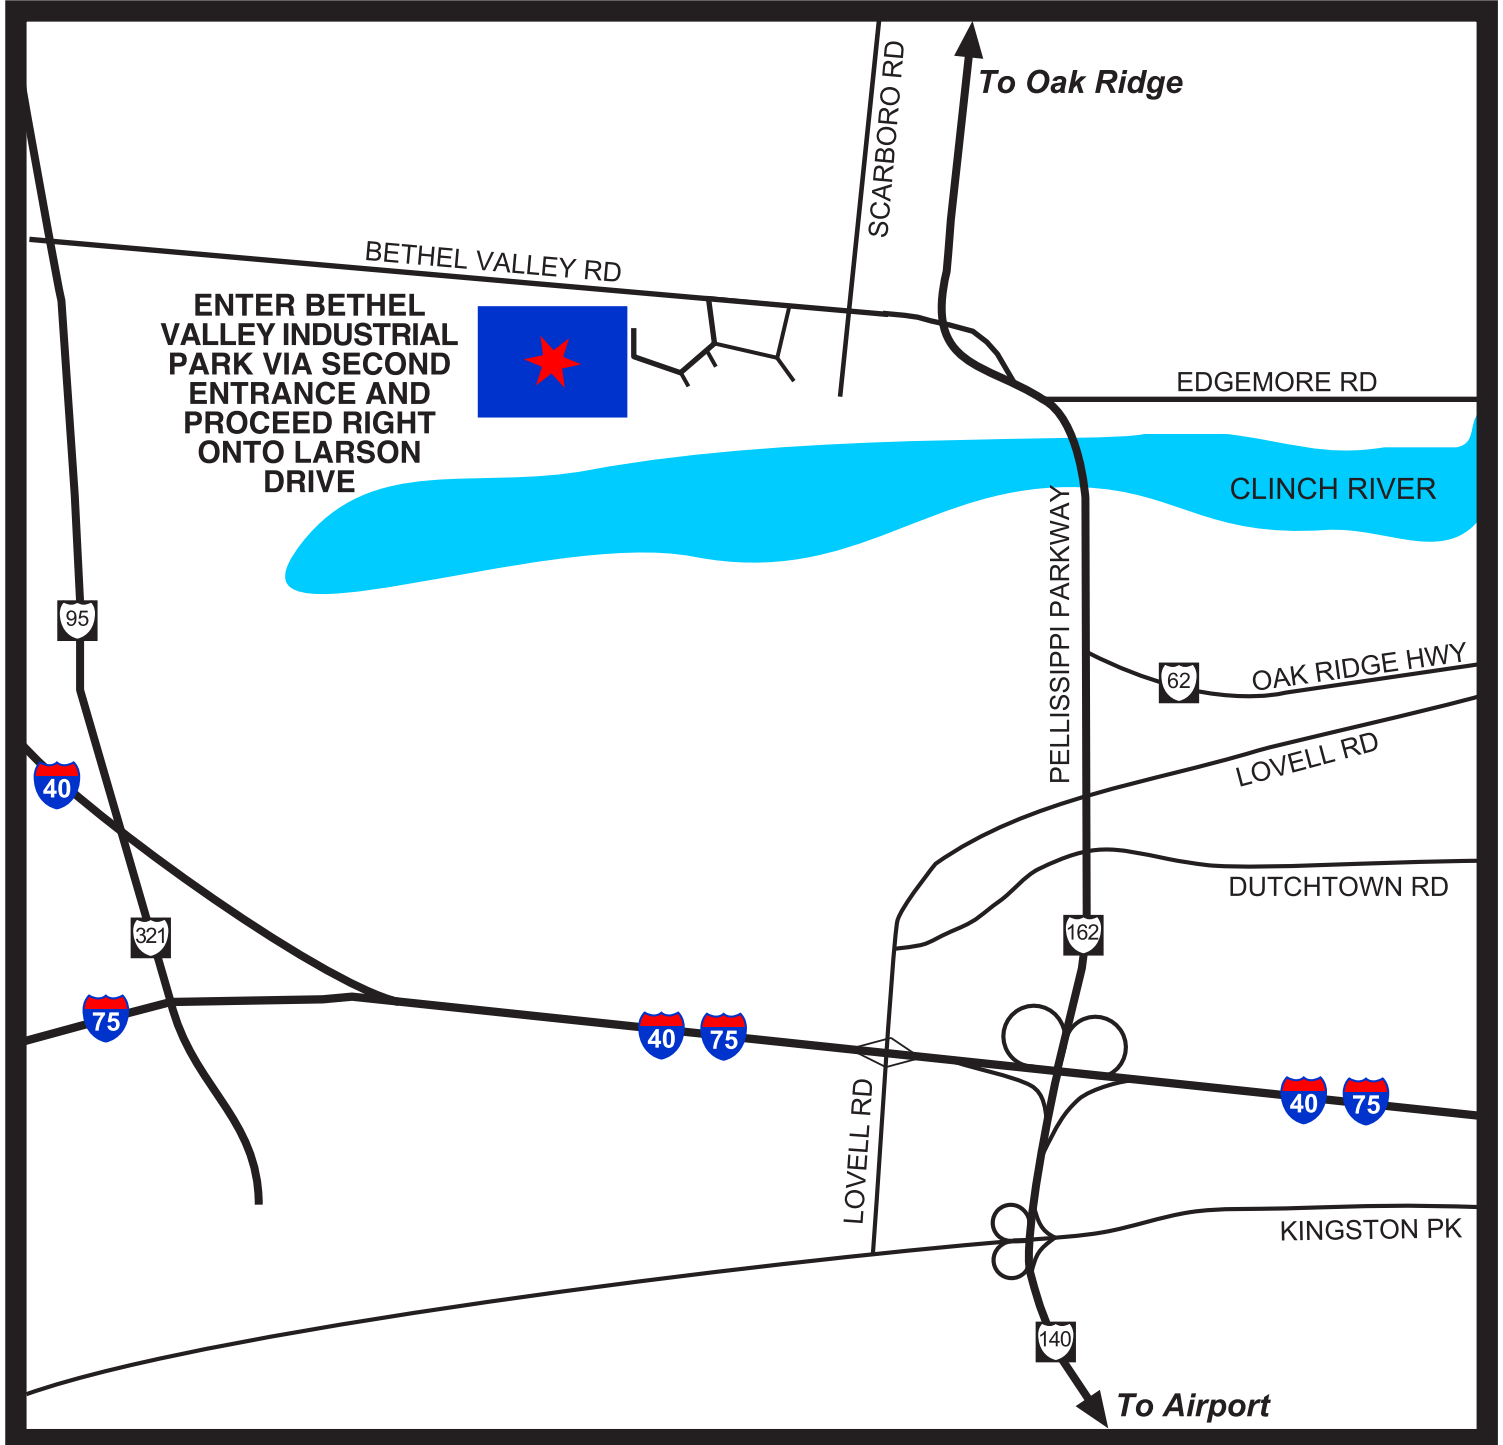 SCARBORO RD
To Oak Ridge
BETHEL VALLEY RD
ENTER BETHEL
VALLEY INDUSTRIAL
PARK VIA SECOND
ENTRANCE AND
PROCEED RIGHT
ONTO LARSON
DRIVE
EDGEMORE RD
CLINCH RIVER
PELLISSIPPI PARKWAY
95
62
OAK RIDGE HWY
LOVELL RD
40
DUTCHTOWN RD
321
162
75
40
75
40
75
LOVELL RD
KINGSTON PK
140
To Airport